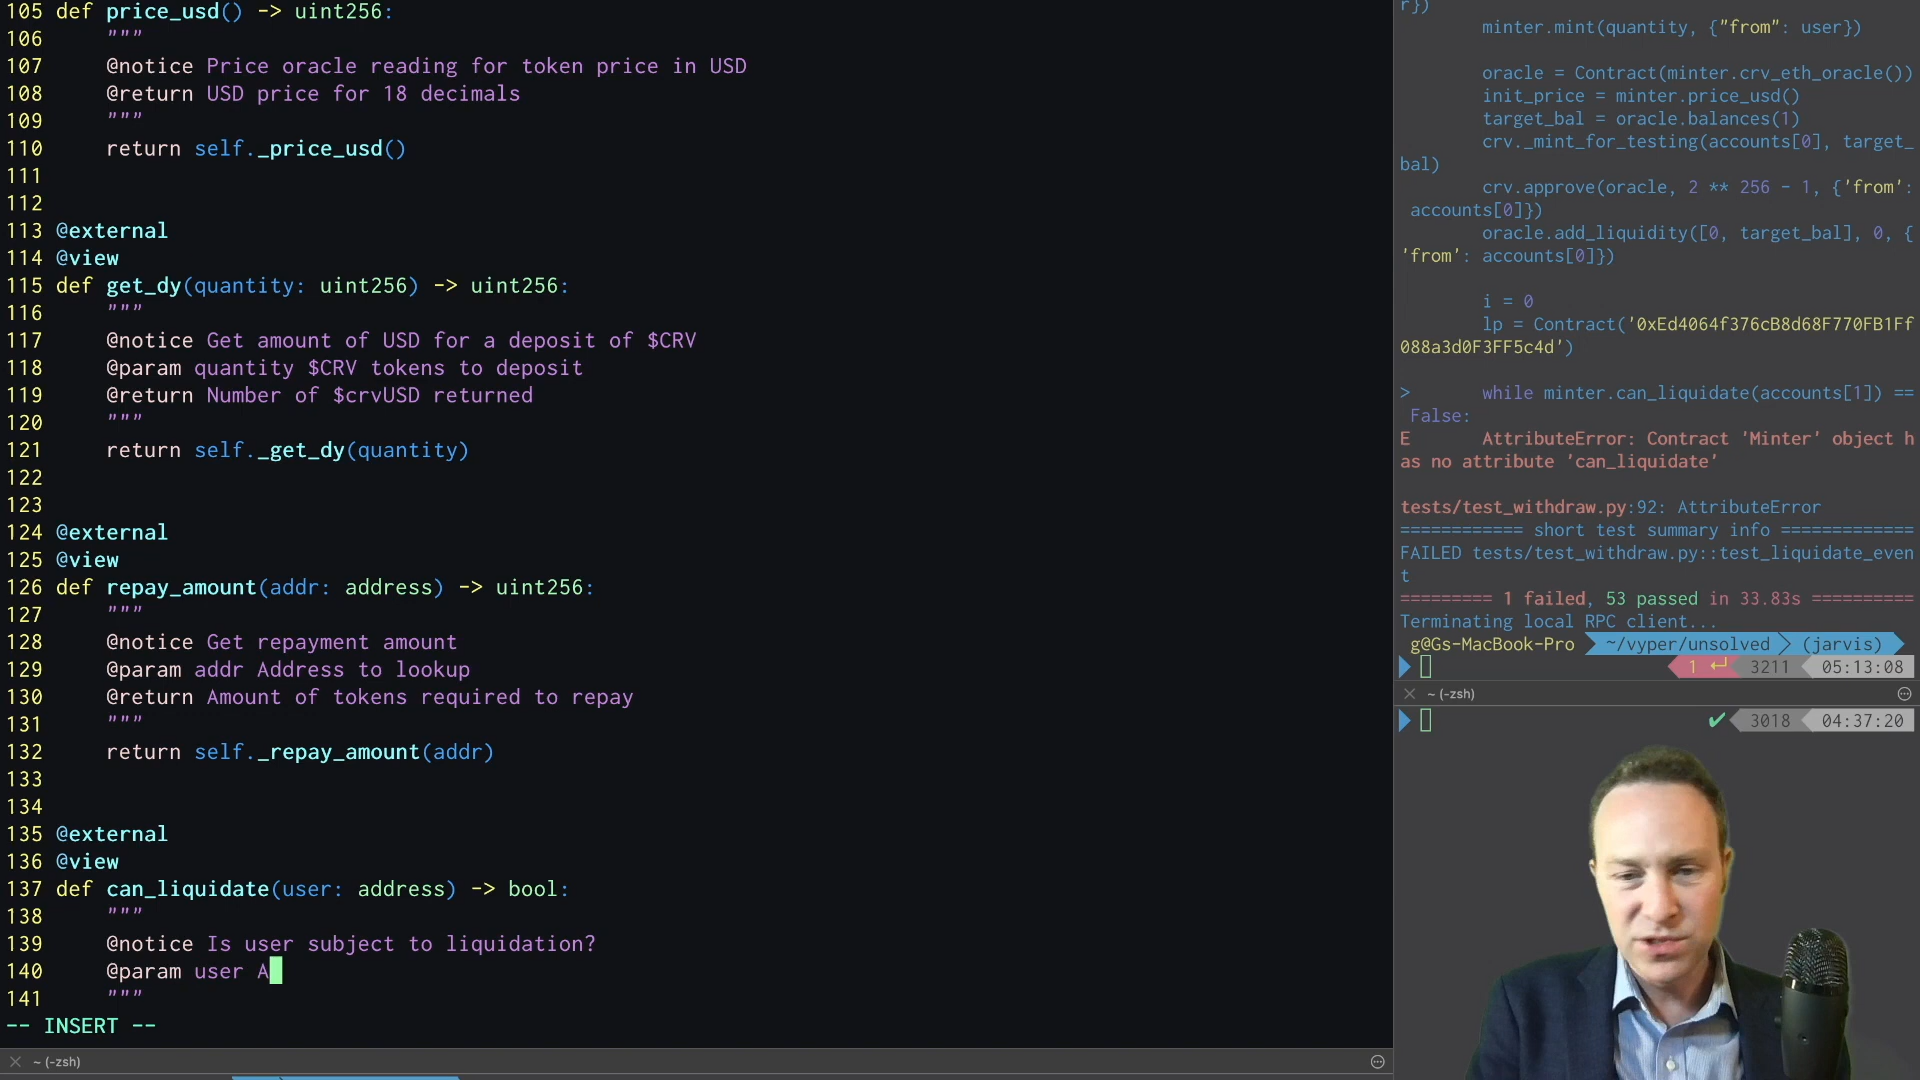 105 def price_usd() -> uint256:
106     """
107     @notice Price oracle reading for token price in USD
108     @return USD price for 18 decimals
109     """
110     return self._price_usd()
111
112
113 @external
114 @view
115 def get_dy(quantity: uint256) -> uint256:
116     """
117     @notice Get amount of USD for a deposit of $CRV
118     @param quantity $CRV tokens to deposit
119     @return Number of $crvUSD returned
120     """
121     return self._get_dy(quantity)
122
123
124 @external
125 @view
126 def repay_amount(addr: address) -> uint256:
127     """
128     @notice Get repayment amount
129     @param addr Address to lookup
130     @return Amount of tokens required to repay
131     """
132     return self._repay_amount(addr)
133
134
135 @external
136 @view
137 def can_liquidate(user: address) -> bool:
138     """
139     @notice Is user subject to liquidation?
140     @param user A
141     """
-- INSERT --
~ (-zsh)
r})
minter.mint(quantity, {"from": user})
oracle = Contract(minter.crv_eth_oracle())
init_price = minter.price_usd()
target_bal = oracle.balances(1)
crv._mint_for_testing(accounts[0], target_
bal)
crv.approve(oracle, 2 ** 256 - 1, {'from':
accounts[0]})
oracle.add_liquidity([0, target_bal], 0, {
'from': accounts[0]})
i = 0
lp = Contract('0xEd4064f376cB8d68F770FB1Ff
088a3d0F3FF5c4d')
>       while minter.can_liquidate(accounts[1]) ==
False:
E       AttributeError: Contract 'Minter' object h
as no attribute 'can_liquidate'
tests/test_withdraw.py:92: AttributeError
============ short test summary info =============
FAILED tests/test_withdraw.py::test_liquidate_even
t
========= 1 failed, 53 passed in 33.83s ==========
Terminating local RPC client...
g@Gs-MacBook-Pro ~/vyper/unsolved (jarvis)
1 ↵ 3211 05:13:08
~ (-zsh)
✔ 3018 04:37:20